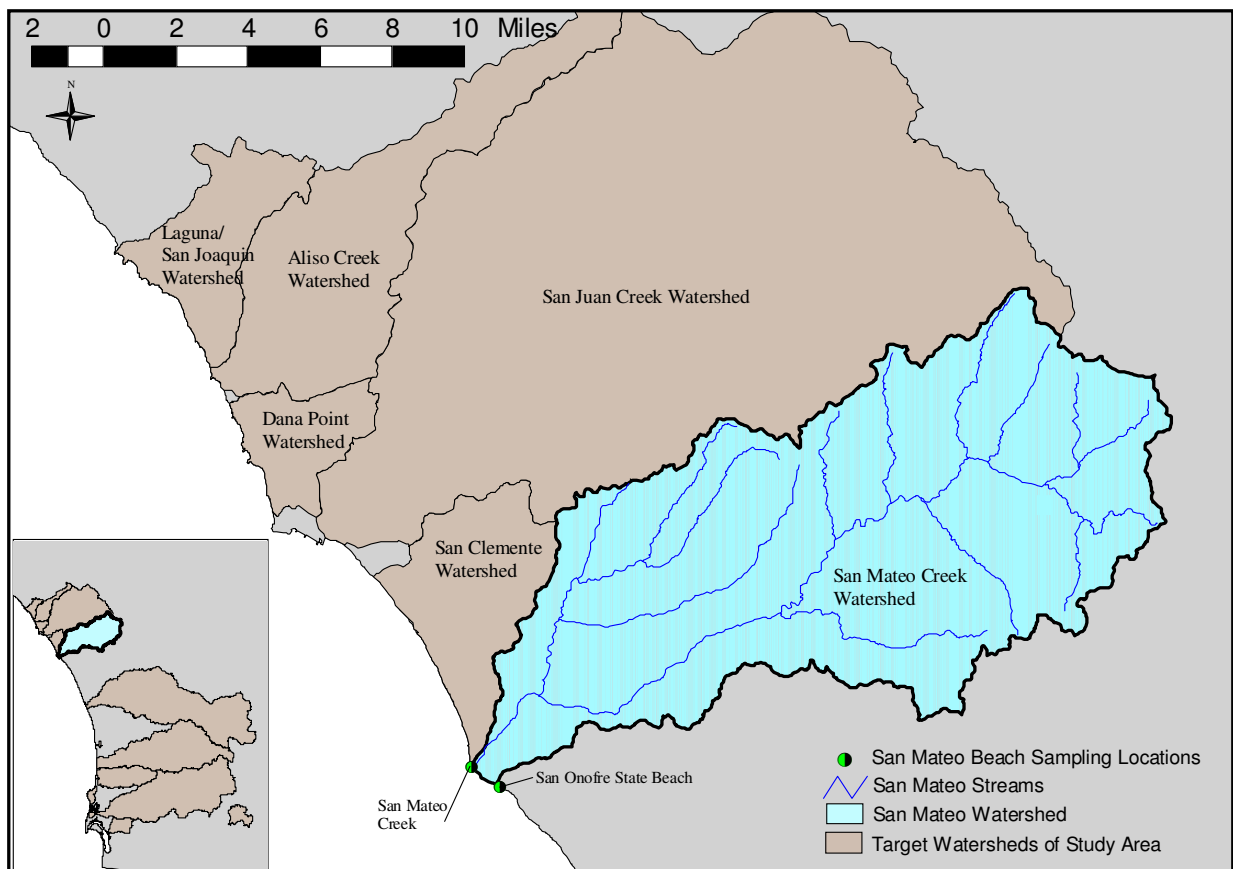 2 0 2 4 6 8 10 Miles
N
Laguna/
San Joaquin
Watershed
Aliso Creek
Watershed
San Juan Creek Watershed
Dana Point
Watershed
San Clemente
Watershed
San Mateo Creek
Watershed
San Onofre State Beach
San Mateo
Creek
San Mateo Beach Sampling Locations
San Mateo Streams
San Mateo Watershed
Target Watersheds of Study Area